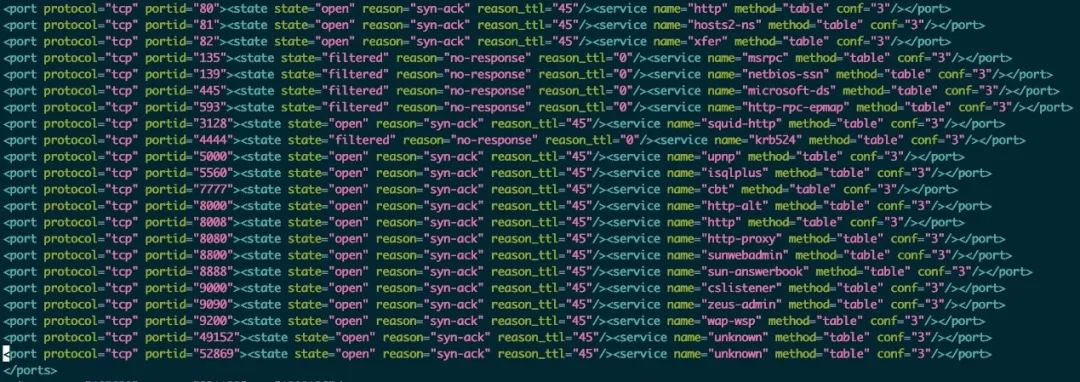 <port protocol="tcp" portid="80"><state state="open" reason="syn-ack" reason_ttl="45"/><service name="http" method="table" conf="3"/></port>
<port protocol="tcp" portid="81"><state state="open" reason="syn-ack" reason_ttl="45"/><service name="hosts2-ns" method="table" conf="3"/></port>
<port protocol="tcp" portid="82"><state state="open" reason="syn-ack" reason_ttl="45"/><service name="xfer" method="table" conf="3"/></port>
<port protocol="tcp" portid="135"><state state="filtered" reason="no-response" reason_ttl="0"/><service name="msrpc" method="table" conf="3"/></port>
<port protocol="tcp" portid="139"><state state="filtered" reason="no-response" reason_ttl="0"/><service name="netbios-ssn" method="table" conf="3"/></port>
<port protocol="tcp" portid="445"><state state="filtered" reason="no-response" reason_ttl="0"/><service name="microsoft-ds" method="table" conf="3"/></port>
<port protocol="tcp" portid="593"><state state="filtered" reason="no-response" reason_ttl="0"/><service name="http-rpc-epmap" method="table" conf="3"/></port>
<port protocol="tcp" portid="3128"><state state="open" reason="syn-ack" reason_ttl="45"/><service name="squid-http" method="table" conf="3"/></port>
<port protocol="tcp" portid="4444"><state state="filtered" reason="no-response" reason_ttl="0"/><service name="krb524" method="table" conf="3"/></port>
<port protocol="tcp" portid="5000"><state state="open" reason="syn-ack" reason_ttl="45"/><service name="upnp" method="table" conf="3"/></port>
<port protocol="tcp" portid="5560"><state state="open" reason="syn-ack" reason_ttl="45"/><service name="isqlplus" method="table" conf="3"/></port>
<port protocol="tcp" portid="7777"><state state="open" reason="syn-ack" reason_ttl="45"/><service name="cbt" method="table" conf="3"/></port>
<port protocol="tcp" portid="8000"><state state="open" reason="syn-ack" reason_ttl="45"/><service name="http-alt" method="table" conf="3"/></port>
<port protocol="tcp" portid="8008"><state state="open" reason="syn-ack" reason_ttl="45"/><service name="http" method="table" conf="3"/></port>
<port protocol="tcp" portid="8080"><state state="open" reason="syn-ack" reason_ttl="45"/><service name="http-proxy" method="table" conf="3"/></port>
<port protocol="tcp" portid="8800"><state state="open" reason="syn-ack" reason_ttl="45"/><service name="sunwebadmin" method="table" conf="3"/></port>
<port protocol="tcp" portid="8888"><state state="open" reason="syn-ack" reason_ttl="45"/><service name="sun-answerbook" method="table" conf="3"/></port>
<port protocol="tcp" portid="9000"><state state="open" reason="syn-ack" reason_ttl="45"/><service name="cslistener" method="table" conf="3"/></port>
<port protocol="tcp" portid="9090"><state state="open" reason="syn-ack" reason_ttl="45"/><service name="zeus-admin" method="table" conf="3"/></port>
<port protocol="tcp" portid="9200"><state state="open" reason="syn-ack" reason_ttl="45"/><service name="wap-wsp" method="table" conf="3"/></port>
<port protocol="tcp" portid="49152"><state state="open" reason="syn-ack" reason_ttl="45"/><service name="unknown" method="table" conf="3"/></port>
<port protocol="tcp" portid="52869"><state state="open" reason="syn-ack" reason_ttl="45"/><service name="unknown" method="table" conf="3"/></port>
</ports>